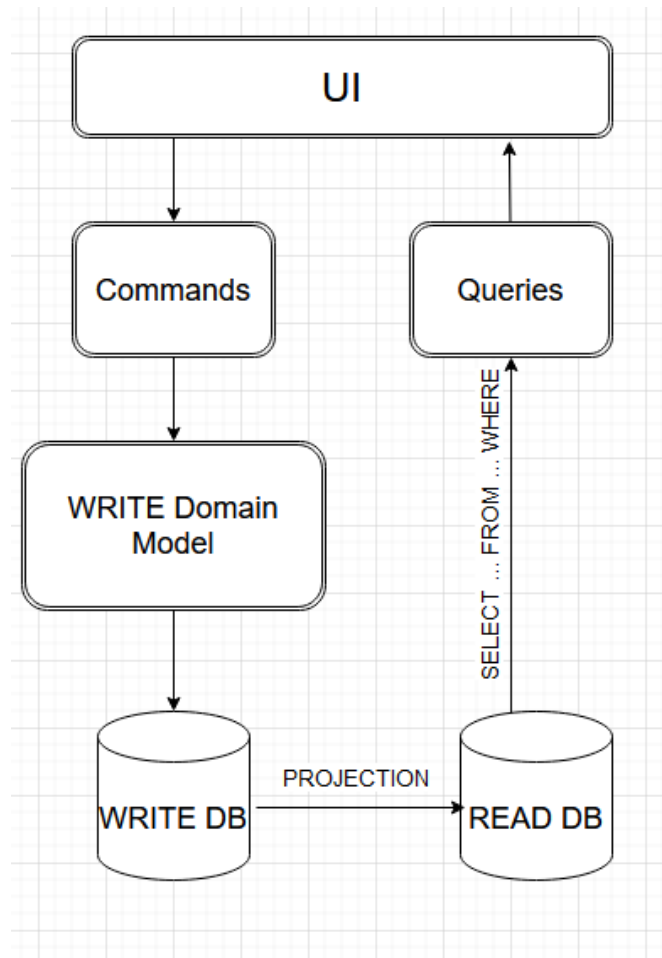 UI
Commands
Queries
SELECT ... FROM ... WHERE
WRITE Domain
Model
PROJECTION
WRITE DB
READ DB